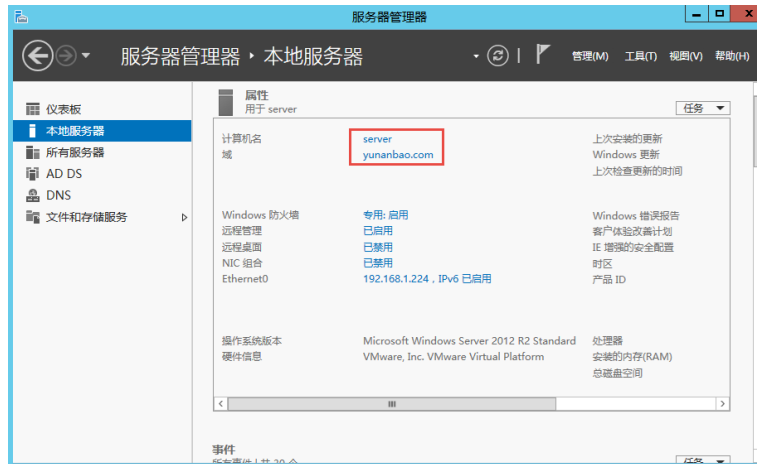 服务器管理器
服务器管理器 ‣ 本地服务器
管理(M) 工具(T) 视图(V) 帮助(H)
仪表板
本地服务器
所有服务器
AD DS
DNS
文件和存储服务
属性
用于 server
任务
计算机名 server 上次安装的更新
域 yunanbao.com Windows 更新
上次检查更新的时间
Windows 防火墙 专用: 启用 Windows 错误报告
远程管理 已启用 客户体验改善计划
远程桌面 已禁用 IE 增强的安全配置
NIC 组合 已禁用 时区
Ethernet0 192.168.1.224，IPv6 已启用 产品 ID
操作系统版本 Microsoft Windows Server 2012 R2 Standard 处理器
硬件信息 VMware, Inc. VMware Virtual Platform 安装的内存(RAM)
总磁盘空间
事件
任务